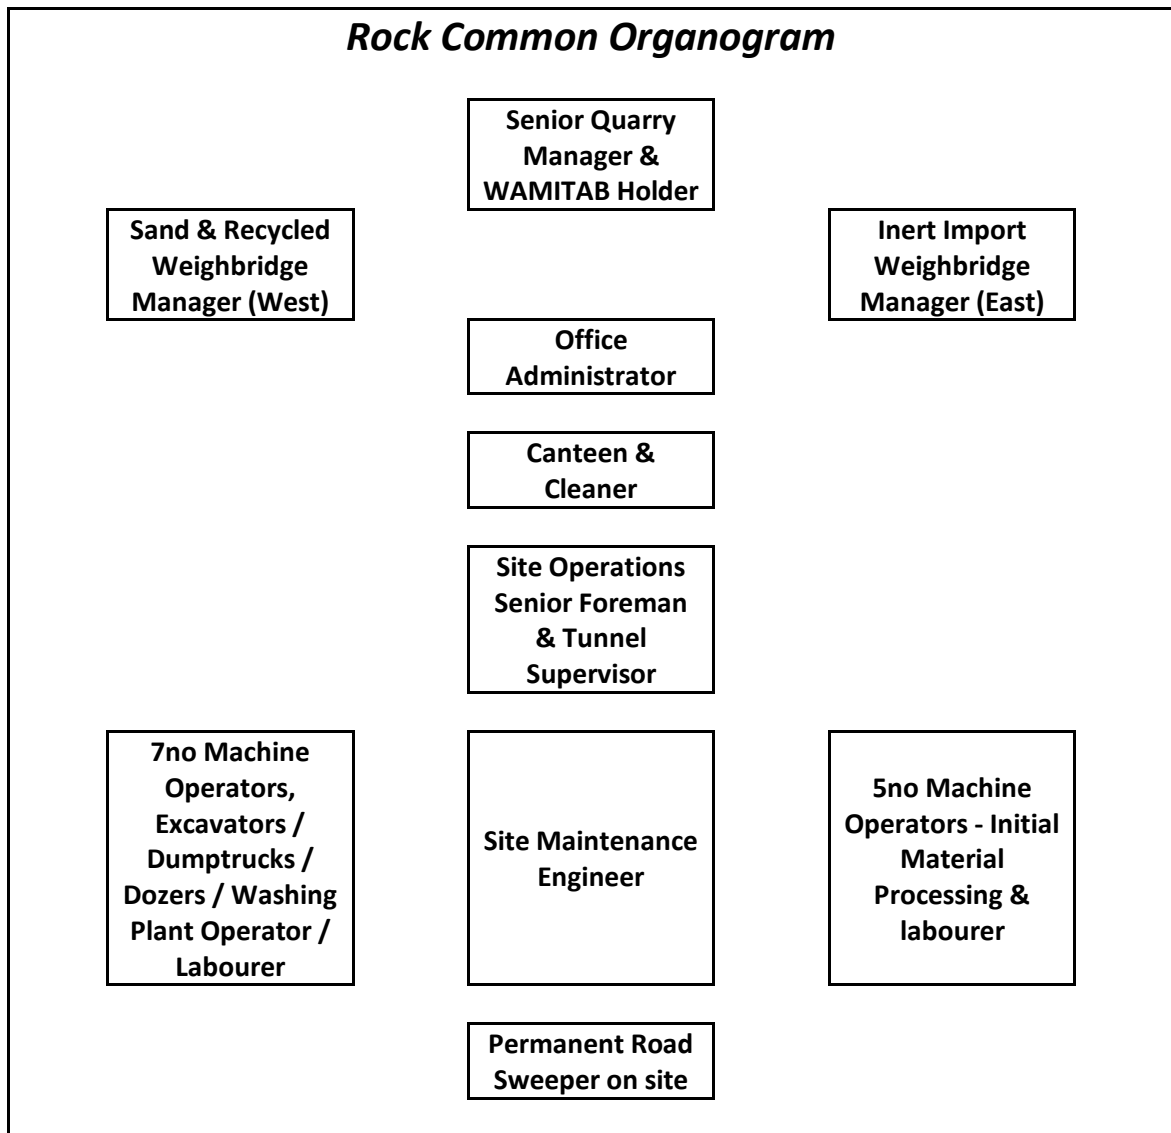 Rock Common Organogram
Senior Quarry
Manager &
WAMITAB Holder
Sand & Recycled
Weighbridge
Manager (West)
Inert Import
Weighbridge
Manager (East)
Office
Administrator
Canteen &
Cleaner
Site Operations
Senior Foreman
& Tunnel
Supervisor
7no Machine
Operators,
Excavators /
Dumptrucks /
Dozers / Washing
Plant Operator /
Labourer
Site Maintenance
Engineer
5no Machine
Operators - Initial
Material
Processing &
labourer
Permanent Road
Sweeper on site